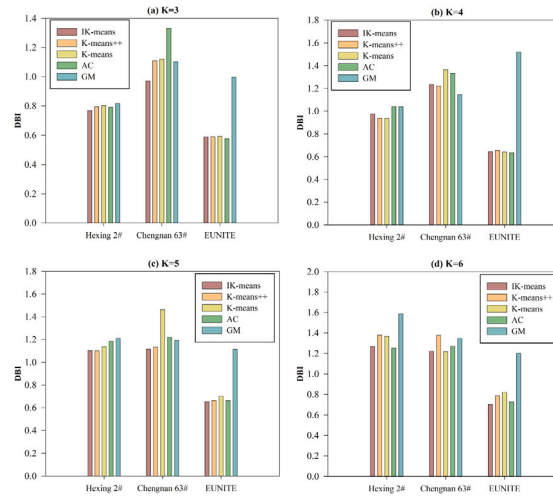 (a) K=3
1.4
1.2
1.0
0.8
0.6
0.4
0.2
0.0
DBI
IK-means
K-means++
K-means
AC
GM
Hexing 2#
Chengnan 63#
EUNITE
(b) K=4
1.6
1.4
1.2
1.0
0.8
0.6
0.4
0.2
0.0
DBI
IK-means
K-means++
K-means
AC
GM
Hexing 2#
Chengnan 63#
EUNITE
(c) K=5
1.8
1.6
1.4
1.2
1.0
0.8
0.6
0.4
0.2
0.0
DBI
IK-means
K-means++
K-means
AC
GM
Hexing 2#
Chengnan 63#
EUNITE
(d) K=6
2.0
1.8
1.6
1.4
1.2
1.0
0.8
0.6
0.4
0.2
0.0
DBI
IK-means
K-means++
K-means
AC
GM
Hexing 2#
Chengnan 63#
EUNITE